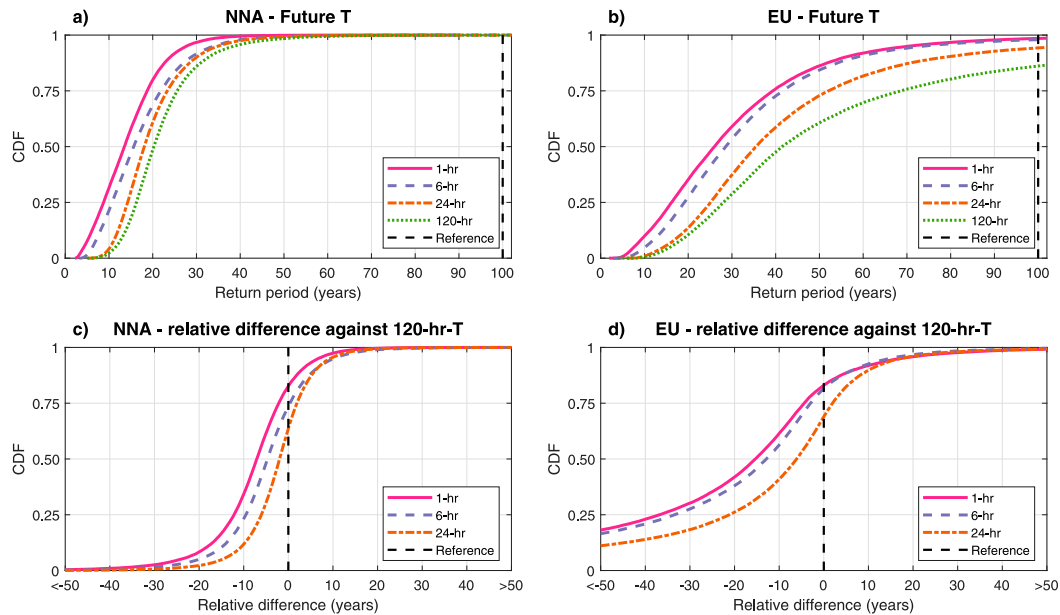 a) NNA - Future T
1
0.75
0.50
0.25
0
CDF
0 10 20 30 40 50 60 70 80 90 100
Return period (years)
1-hr
6-hr
24-hr
120-hr
Reference
b) EU - Future T
1
0.75
0.50
0.25
0
CDF
0 10 20 30 40 50 60 70 80 90 100
Return period (years)
1-hr
6-hr
24-hr
120-hr
Reference
c) NNA - relative difference against 120-hr-T
1
0.75
0.50
0.25
0
CDF
<-50 -40 -30 -20 -10 0 10 20 30 40 >50
Relative difference (years)
1-hr
6-hr
24-hr
Reference
d) EU - relative difference against 120-hr-T
1
0.75
0.50
0.25
0
CDF
<-50 -40 -30 -20 -10 0 10 20 30 40 >50
Relative difference (years)
1-hr
6-hr
24-hr
Reference